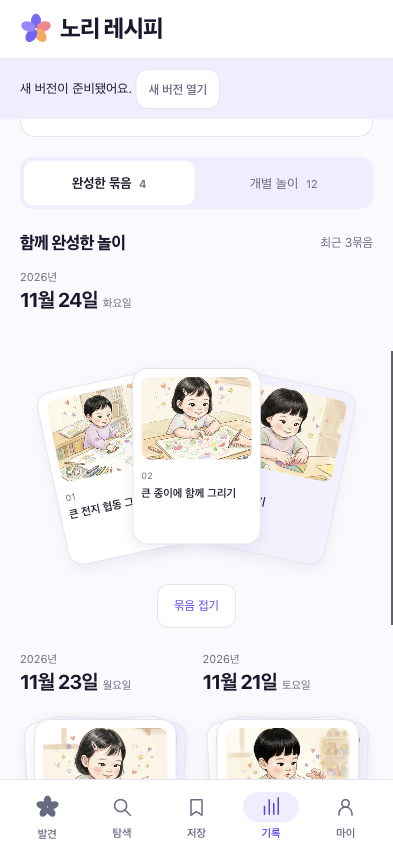 노리 레시피
새 버전이 준비됐어요. 새 버전 열기
완성한 묶음 4
개별 놀이 12
함께 완성한 놀이
최근 3묶음
2026년
11월 24일 화요일
01
큰 전지 협동 그
02
큰 종이에 함께 그리기
묶음 접기
2026년
11월 23일 월요일
2026년
11월 21일 토요일
발견
탐색
저장
기록
마이